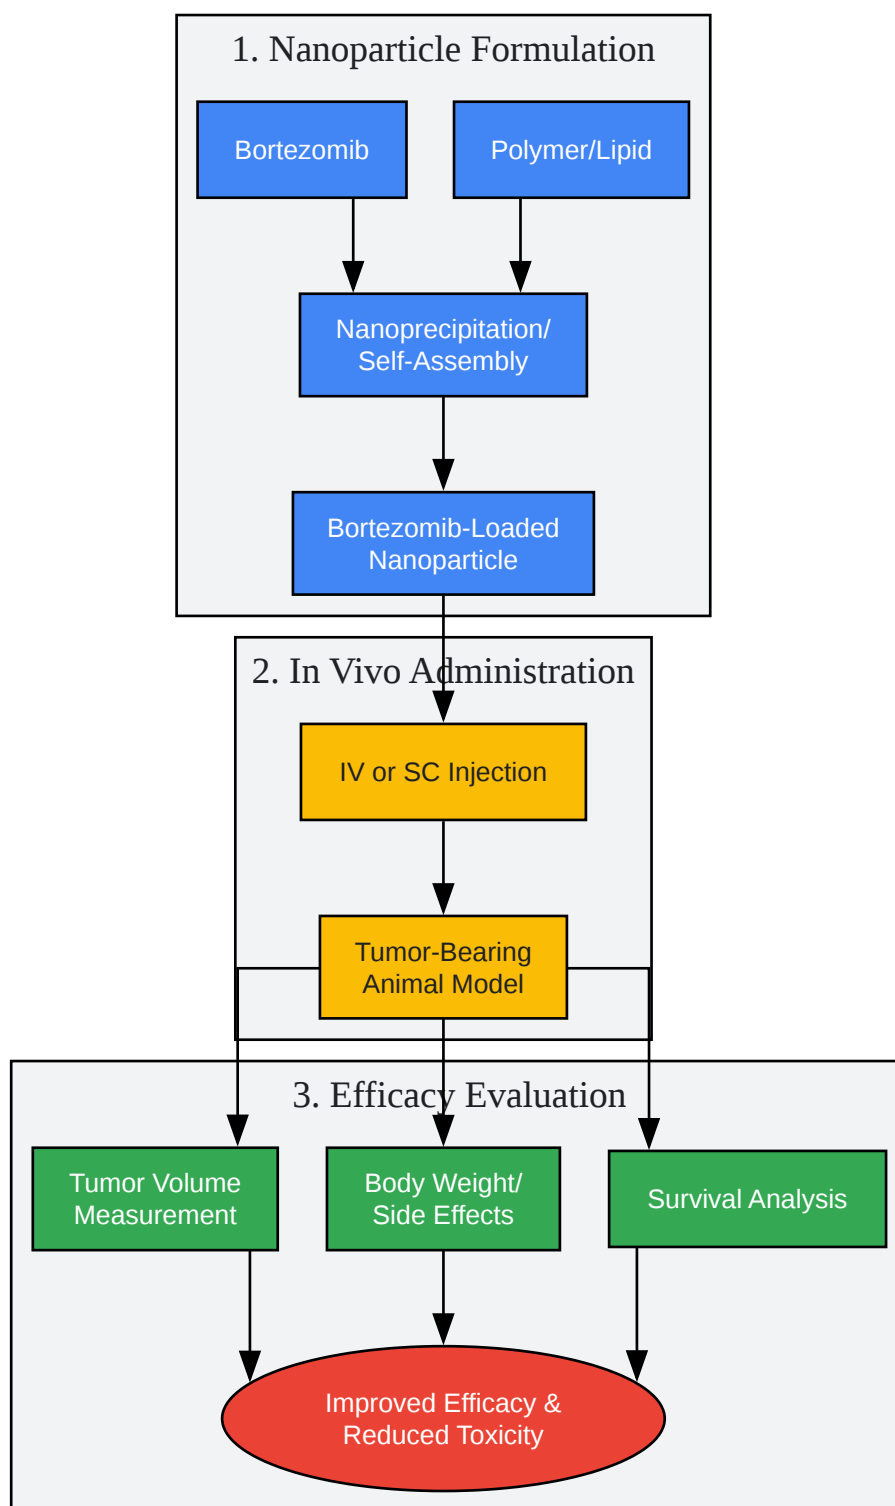 1. Nanoparticle Formulation
Bortezomib
Polymer/Lipid
Nanoprecipitation/
Self-Assembly
Bortezomib-Loaded
Nanoparticle
2. In Vivo Administration
IV or SC Injection
Tumor-Bearing
Animal Model
3. Efficacy Evaluation
Tumor Volume
Measurement
Body Weight/
Side Effects
Survival Analysis
Improved Efficacy &
Reduced Toxicity